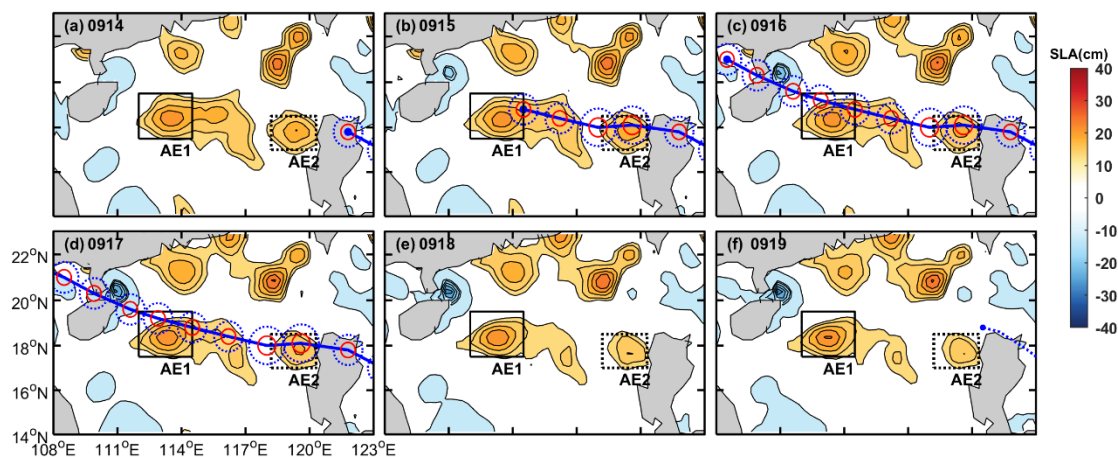 (a) 0914
(b) 0915
(c) 0916
SLA(cm)
40
30
20
10
0
-10
-20
-30
-40
AE1
AE2
AE1
AE2
AE1
AE2
(d) 0917
(e) 0918
(f) 0919
22°N
20°N
18°N
16°N
14°N
AE1
AE2
AE1
AE2
AE1
AE2
108°E 111°E 114°E 117°E 120°E 123°E